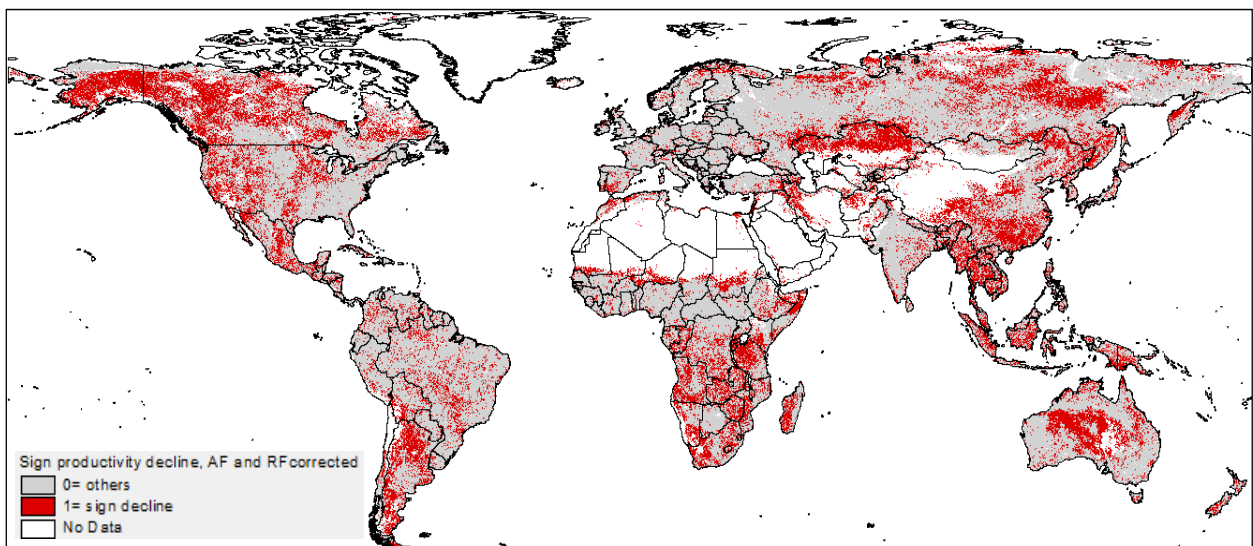 Sign productivity decline, AF and RFcorrected
0= others
1= sign decline
No Data